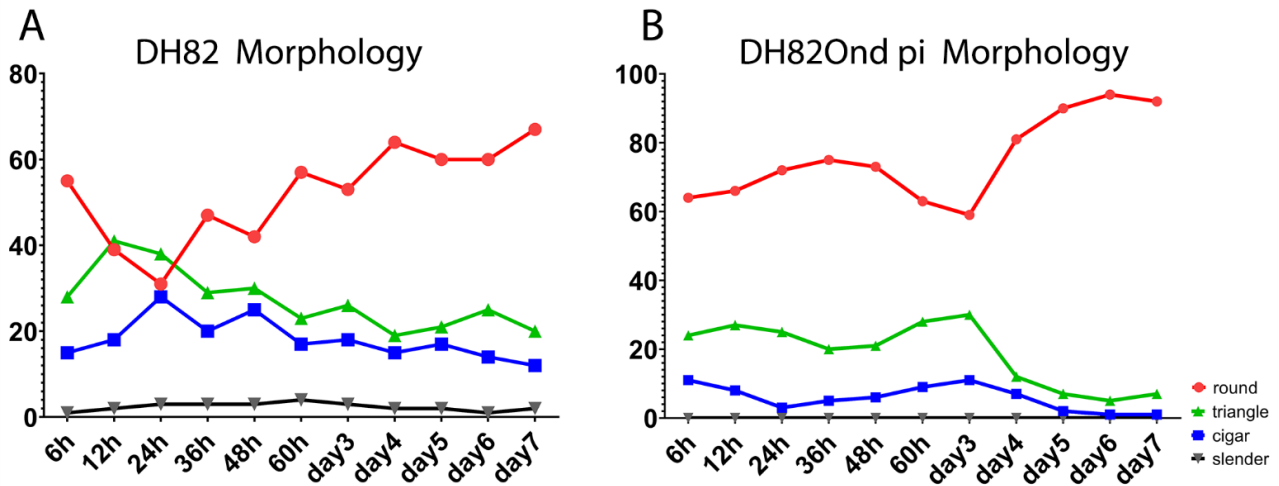 A
DH82 Morphology
80
60
40
20
0
6h
12h
24h
36h
48h
60h
day3
day4
day5
day6
day7
B
DH82Ond pi Morphology
100
80
60
40
20
0
6h
12h
24h
36h
48h
60h
day3
day4
day5
day6
day7
round
triangle
cigar
slender